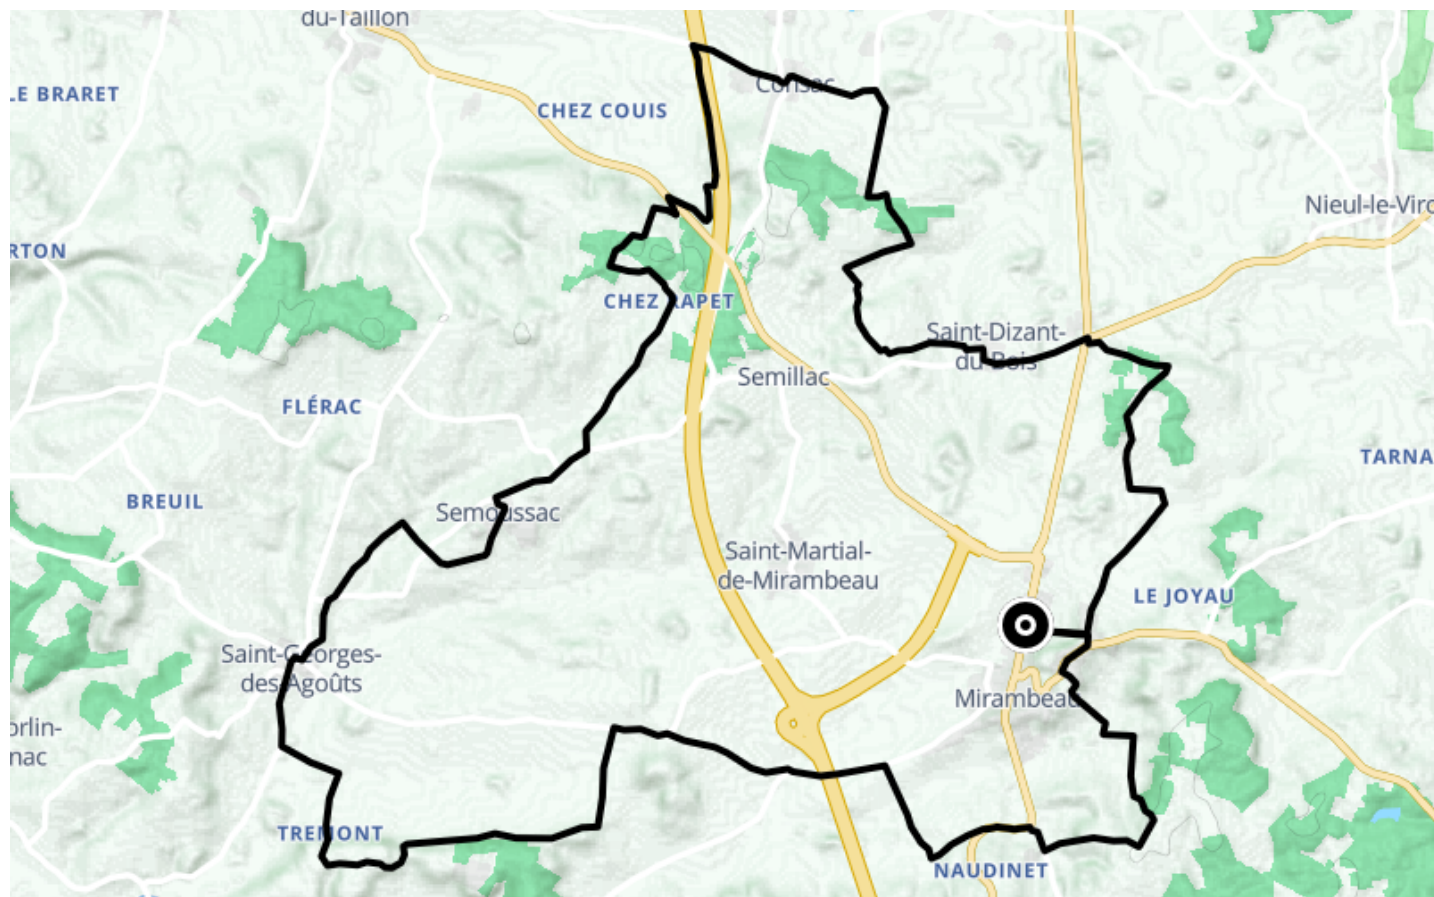 du-Taillon
LE BRARET
CHEZ COUIS
Consac
Nieul-le-Viro
RTON
CHEZ RAPET
Saint-Dizant-
du-Bois
Semillac
FLÉRAC
TARNA
BREUIL
Semoussac
Saint-Martial-
de-Mirambeau
LE JOYAU
Saint-Georges-
des-Agoûts
Mirambeau
orlin-
nac
TREMONT
NAUDINET